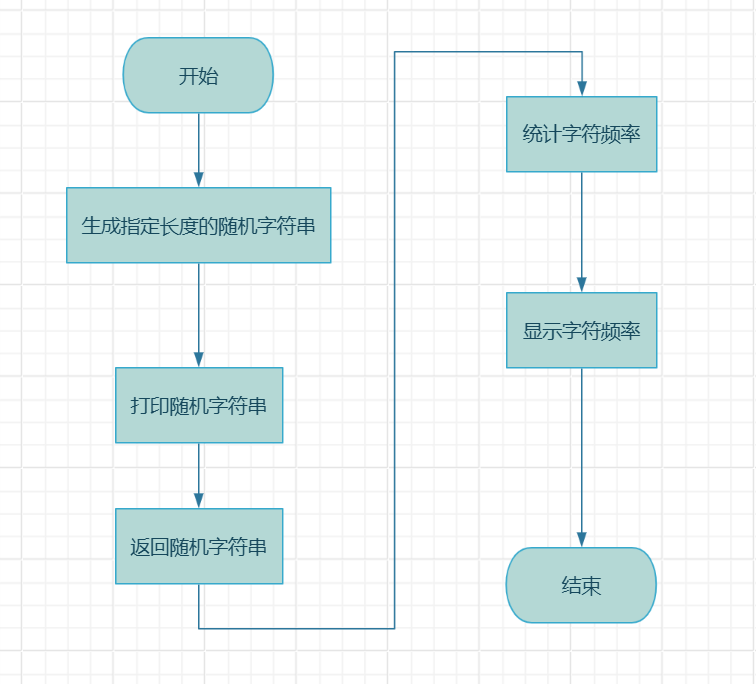 开始
生成指定长度的随机字符串
打印随机字符串
返回随机字符串
统计字符频率
显示字符频率
结束